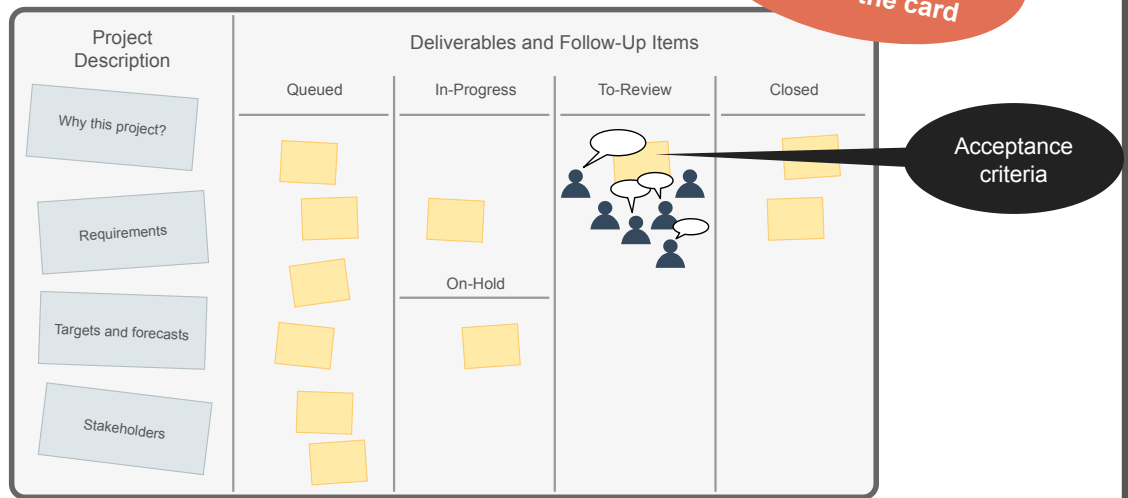 the card
Project
Description
Deliverables and Follow-Up Items
Queued
In-Progress
To-Review
Closed
Why this project?
Acceptance
criteria
Requirements
On-Hold
Targets and forecasts
Stakeholders